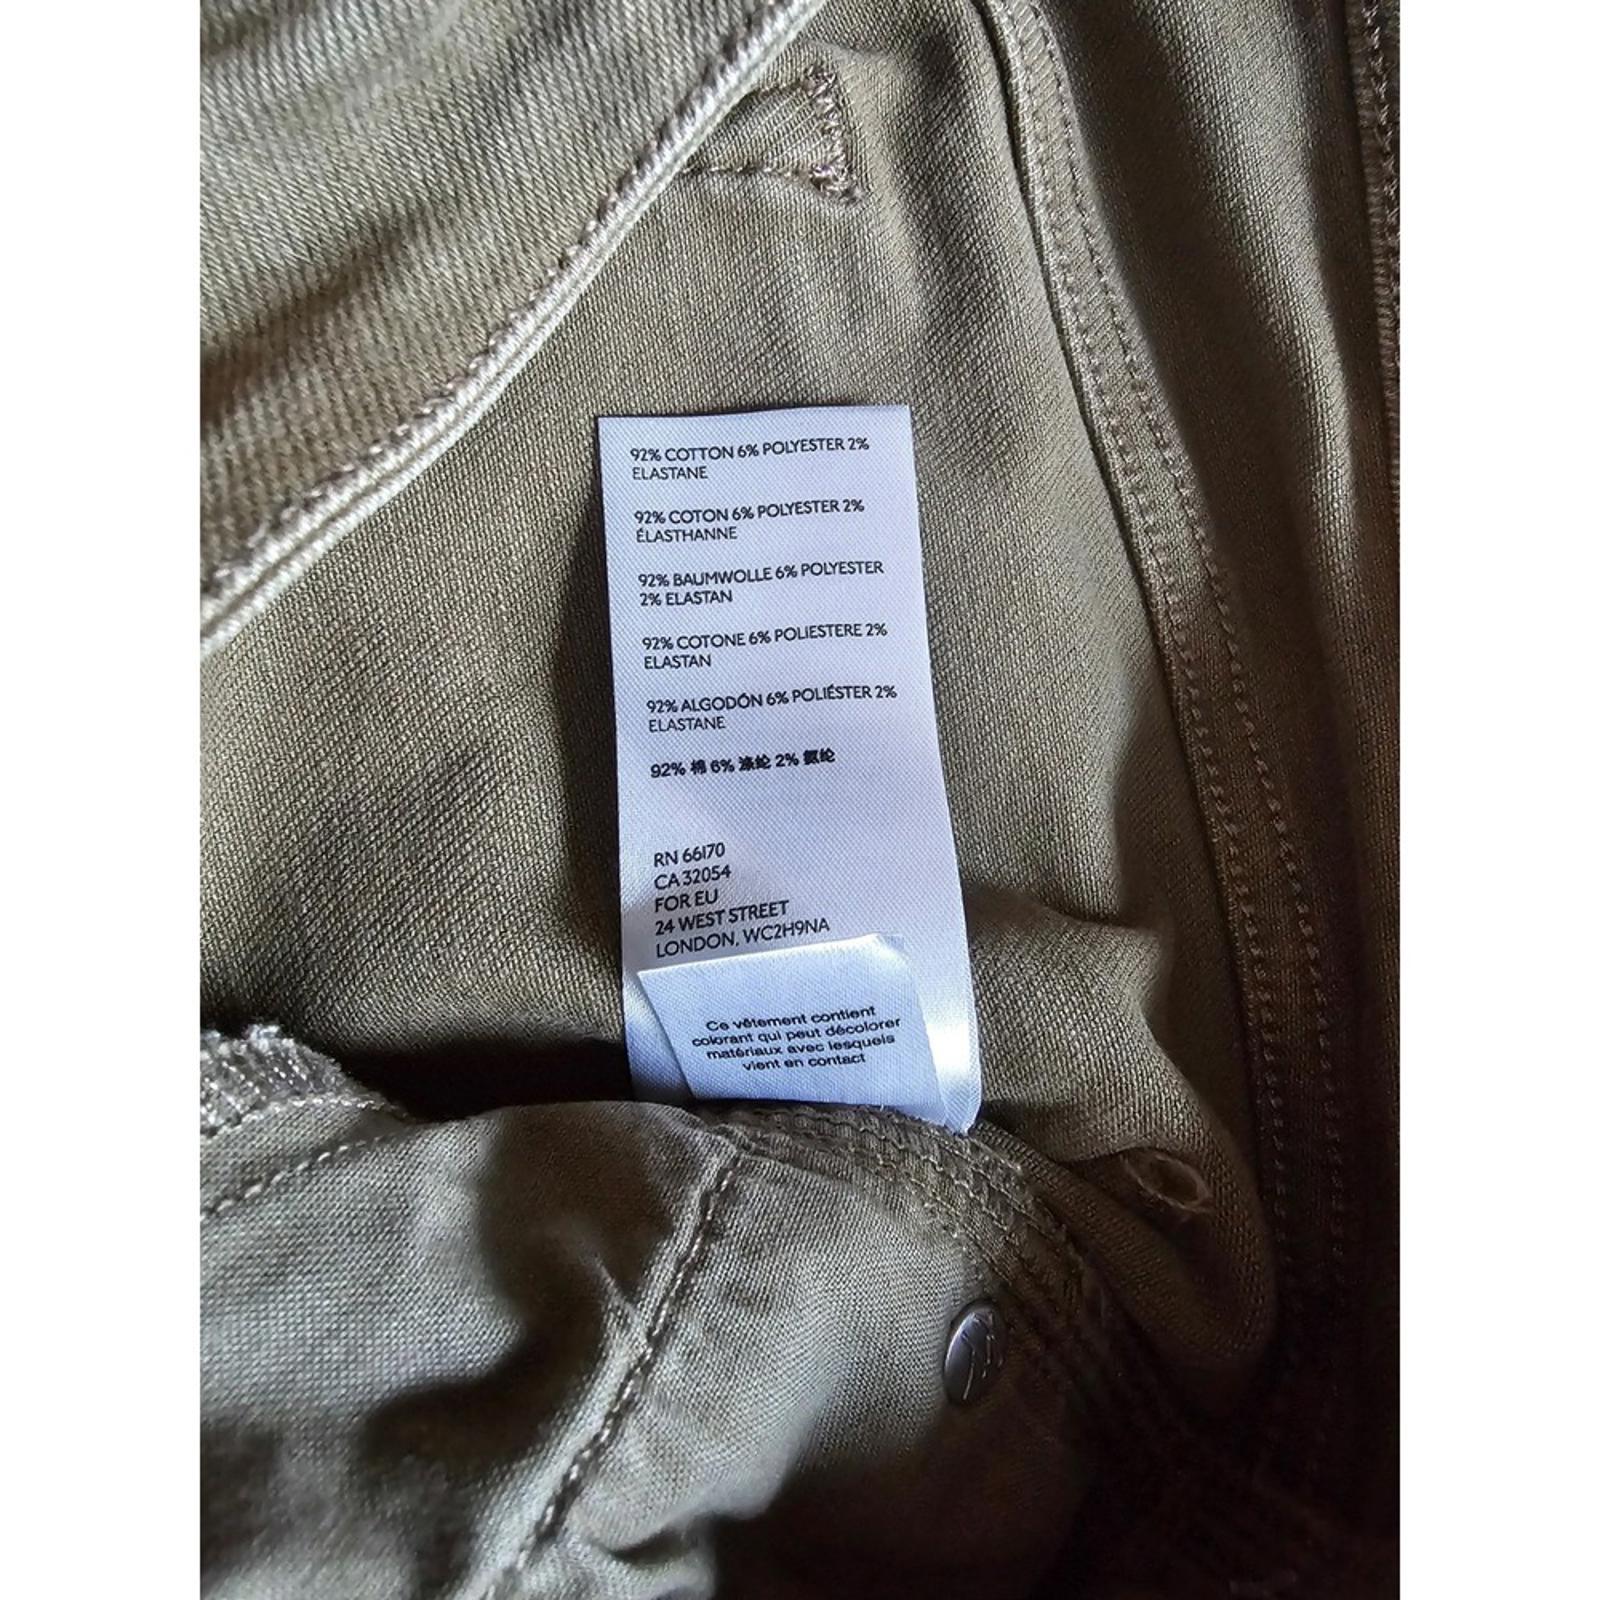 92% COTTON 6% POLYESTER 2%
ELASTANE
92% COTON 6% POLYESTER 2%
ÉLASTHANNE
92% BAUMWOLLE 6% POLYESTER
2% ELASTAN
92% COTONE 6% POLIESTERE 2%
ELASTAN
92% ALGODÓN 6% POLIÉSTER 2%
ELASTANE
92% 棉 6% 涤纶 2% 氨纶
RN 66170
CA 32054
FOR EU
24 WEST STREET
LONDON, WC2H9NA
Ce vêtement contient
colorant qui peut décolorer
matériaux avec lesquels
vient en contact